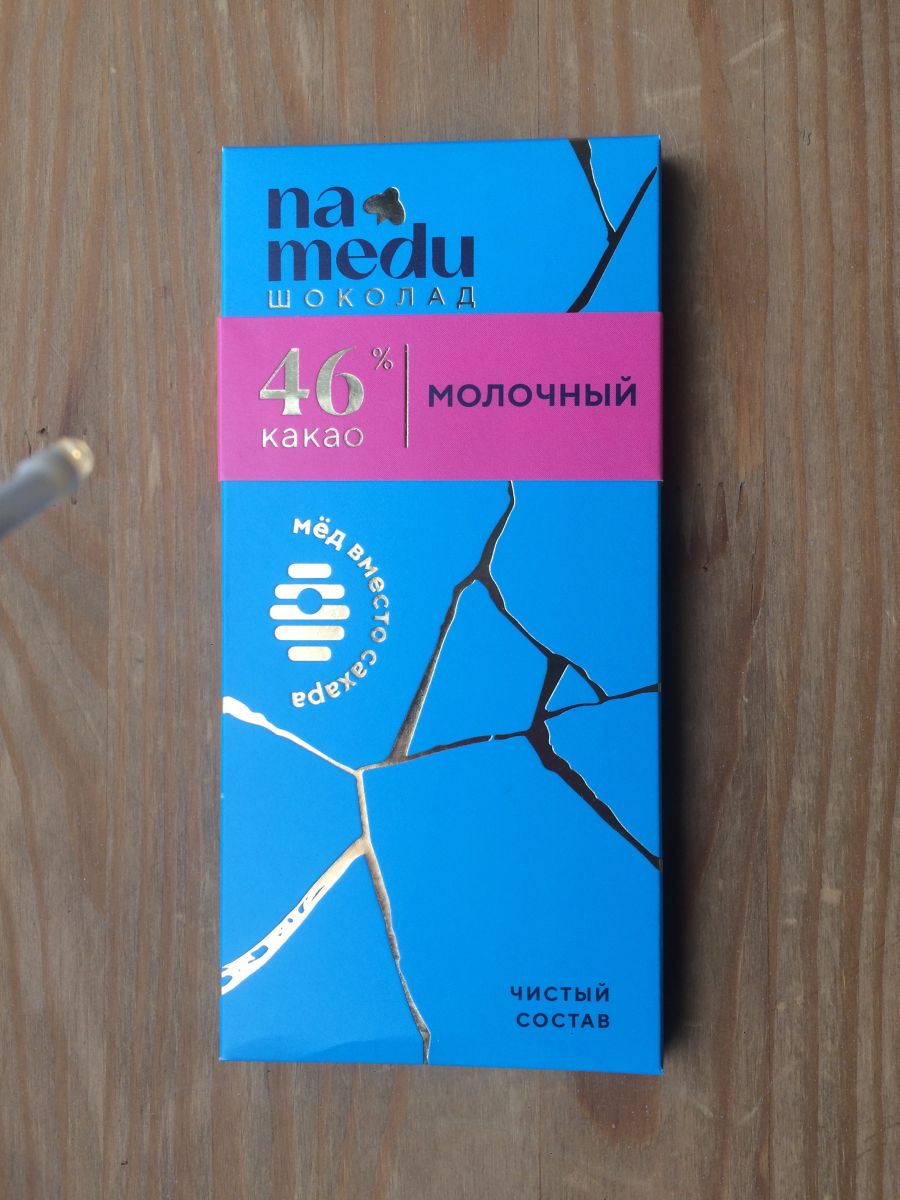 na
medu
ШОКОЛАД
46%
какао
МОЛОЧНЫЙ
мёд вместо сахара
ЧИСТЫЙ
СОСТАВ